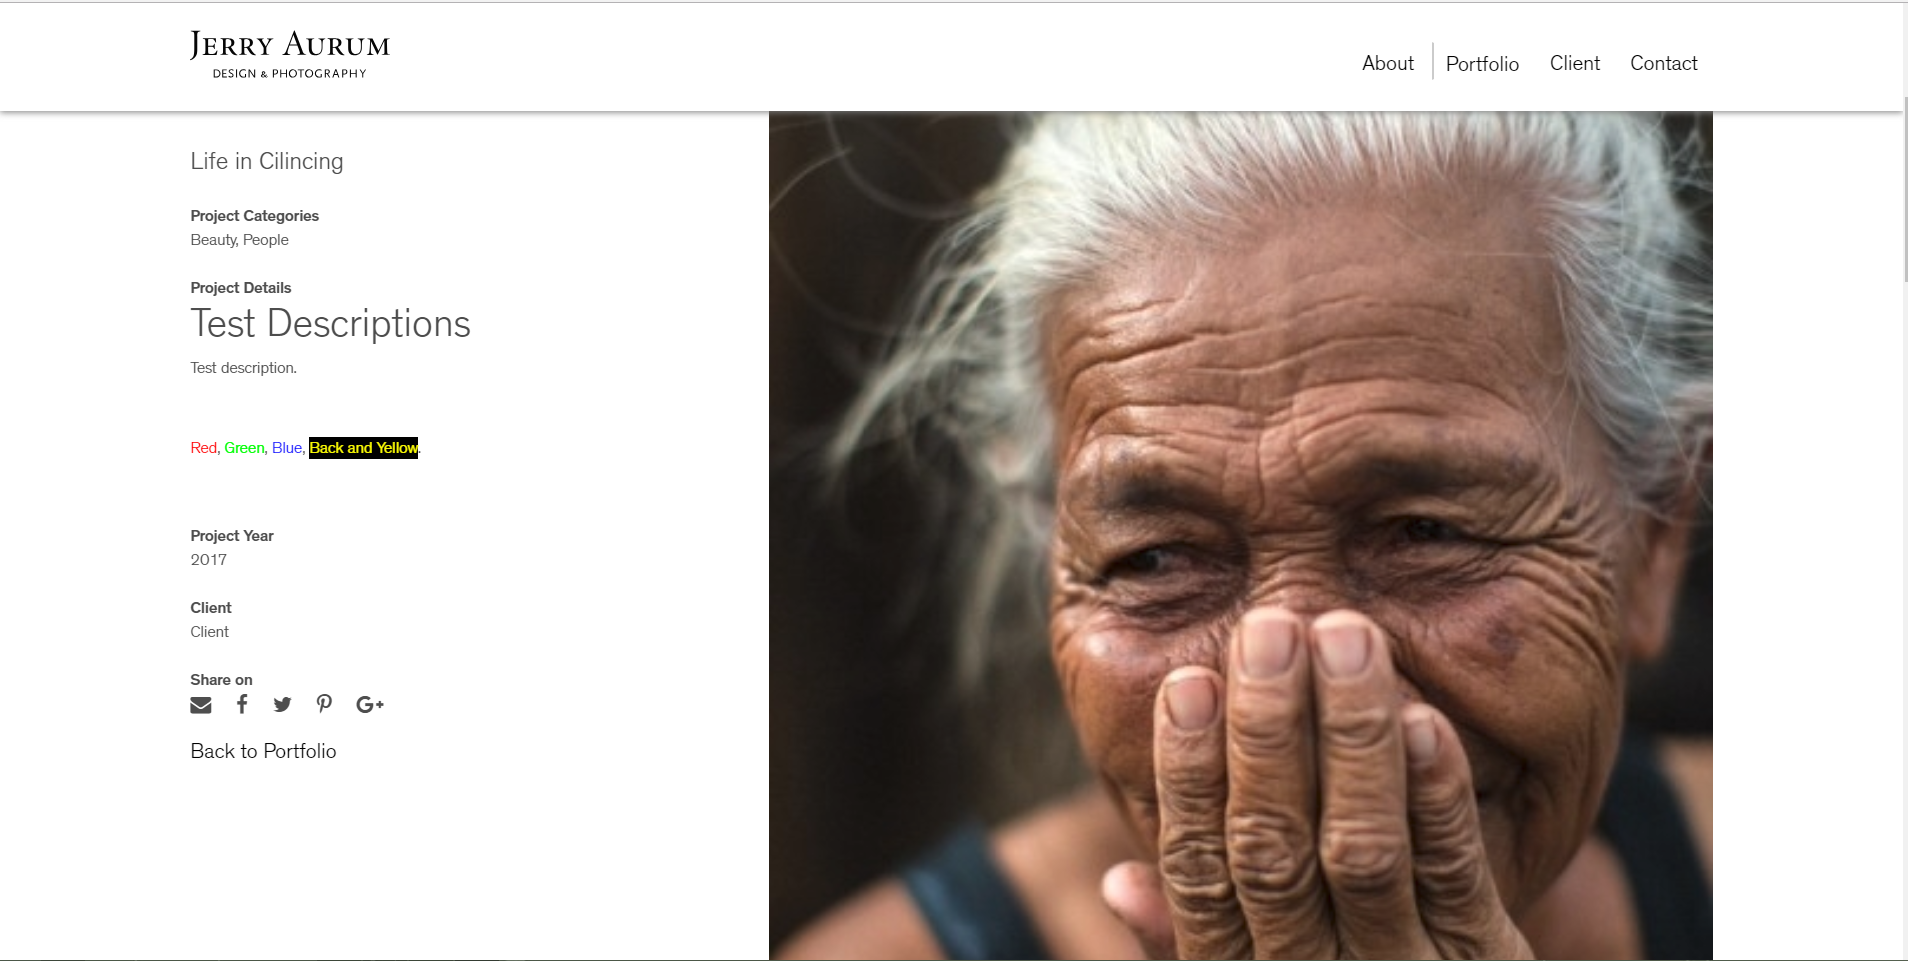 JERRY AURUM
DESIGN & PHOTOGRAPHY
About Portfolio Client Contact
Life in Cilincing
Project Categories
Beauty, People
Project Details
Test Descriptions
Test description.
Red, Green, Blue, Back and Yellow.
Project Year
2017
Client
Client
Share on
G+
Back to Portfolio